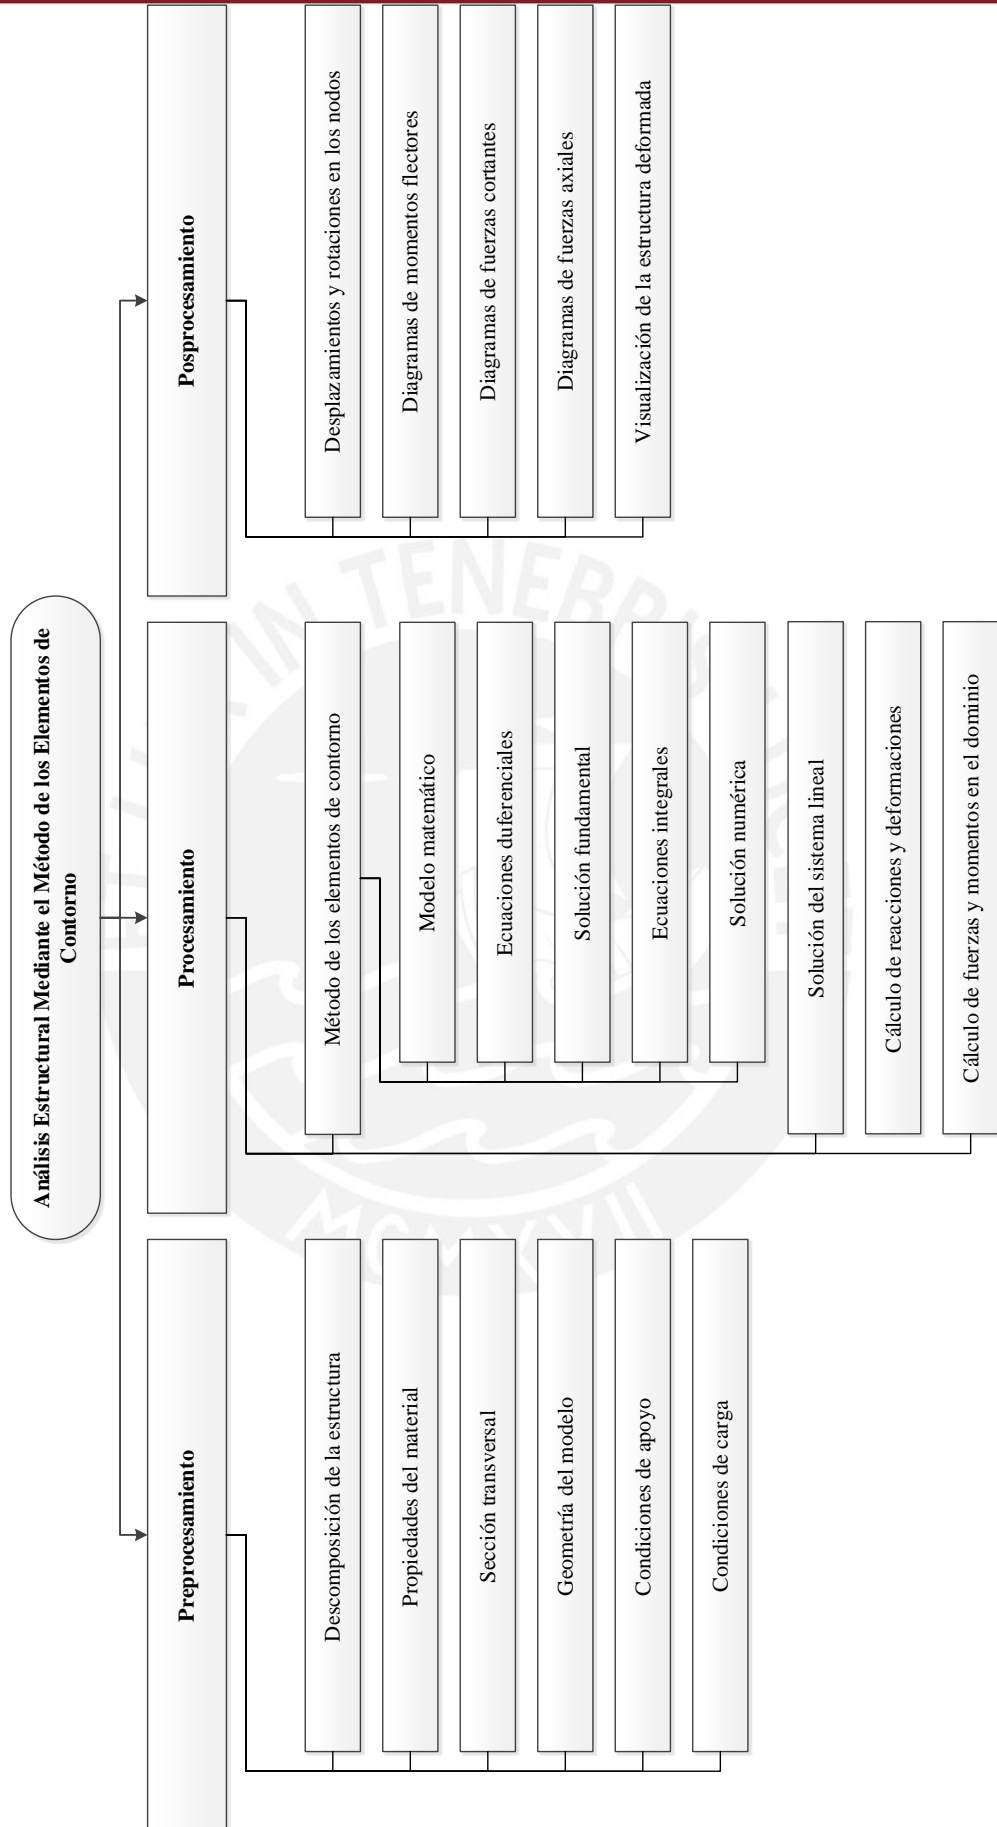 Análisis Estructural Mediante el Método de los Elementos de
Contorno
Preprocesamiento
Descomposición de la estructura
Propiedades del material
Sección transversal
Geometría del modelo
Condiciones de apoyo
Condiciones de carga
Procesamiento
Método de los elementos de contorno
Modelo matemático
Ecuaciones duferenciales
Solución fundamental
Ecuaciones integrales
Solución numérica
Solución del sistema lineal
Cálculo de reacciones y deformaciones
Cálculo de fuerzas y momentos en el dominio
Posprocesamiento
Desplazamientos y rotaciones en los nodos
Diagramas de momentos flectores
Diagramas de fuerzas cortantes
Diagramas de fuerzas axiales
Visualización de la estructura deformada
MCMXVII